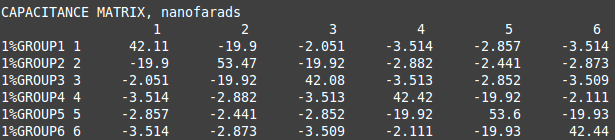 CAPACITANCE MATRIX, nanofarads
1 2 3 4 5 6
1%GROUP1 1 42.11 -19.9 -2.051 -3.514 -2.857 -3.514
1%GROUP2 2 -19.9 53.47 -19.92 -2.882 -2.441 -2.873
1%GROUP3 3 -2.051 -19.92 42.08 -3.513 -2.852 -3.509
1%GROUP4 4 -3.514 -2.882 -3.513 42.42 -19.92 -2.111
1%GROUP5 5 -2.857 -2.441 -2.852 -19.92 53.6 -19.93
1%GROUP6 6 -3.514 -2.873 -3.509 -2.111 -19.93 42.44